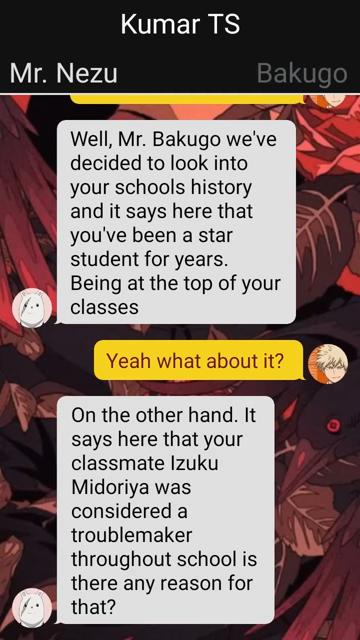 Kumar TS
Mr. Nezu
Bakugo
Well, Mr. Bakugo we've
decided to look into
your schools history
and it says here that
you've been a star
student for years.
Being at the top of your
classes
Yeah what about it?
On the other hand. It
says here that your
classmate Izuku
Midoriya was
considered a
troublemaker
throughout school is
there any reason for
that?